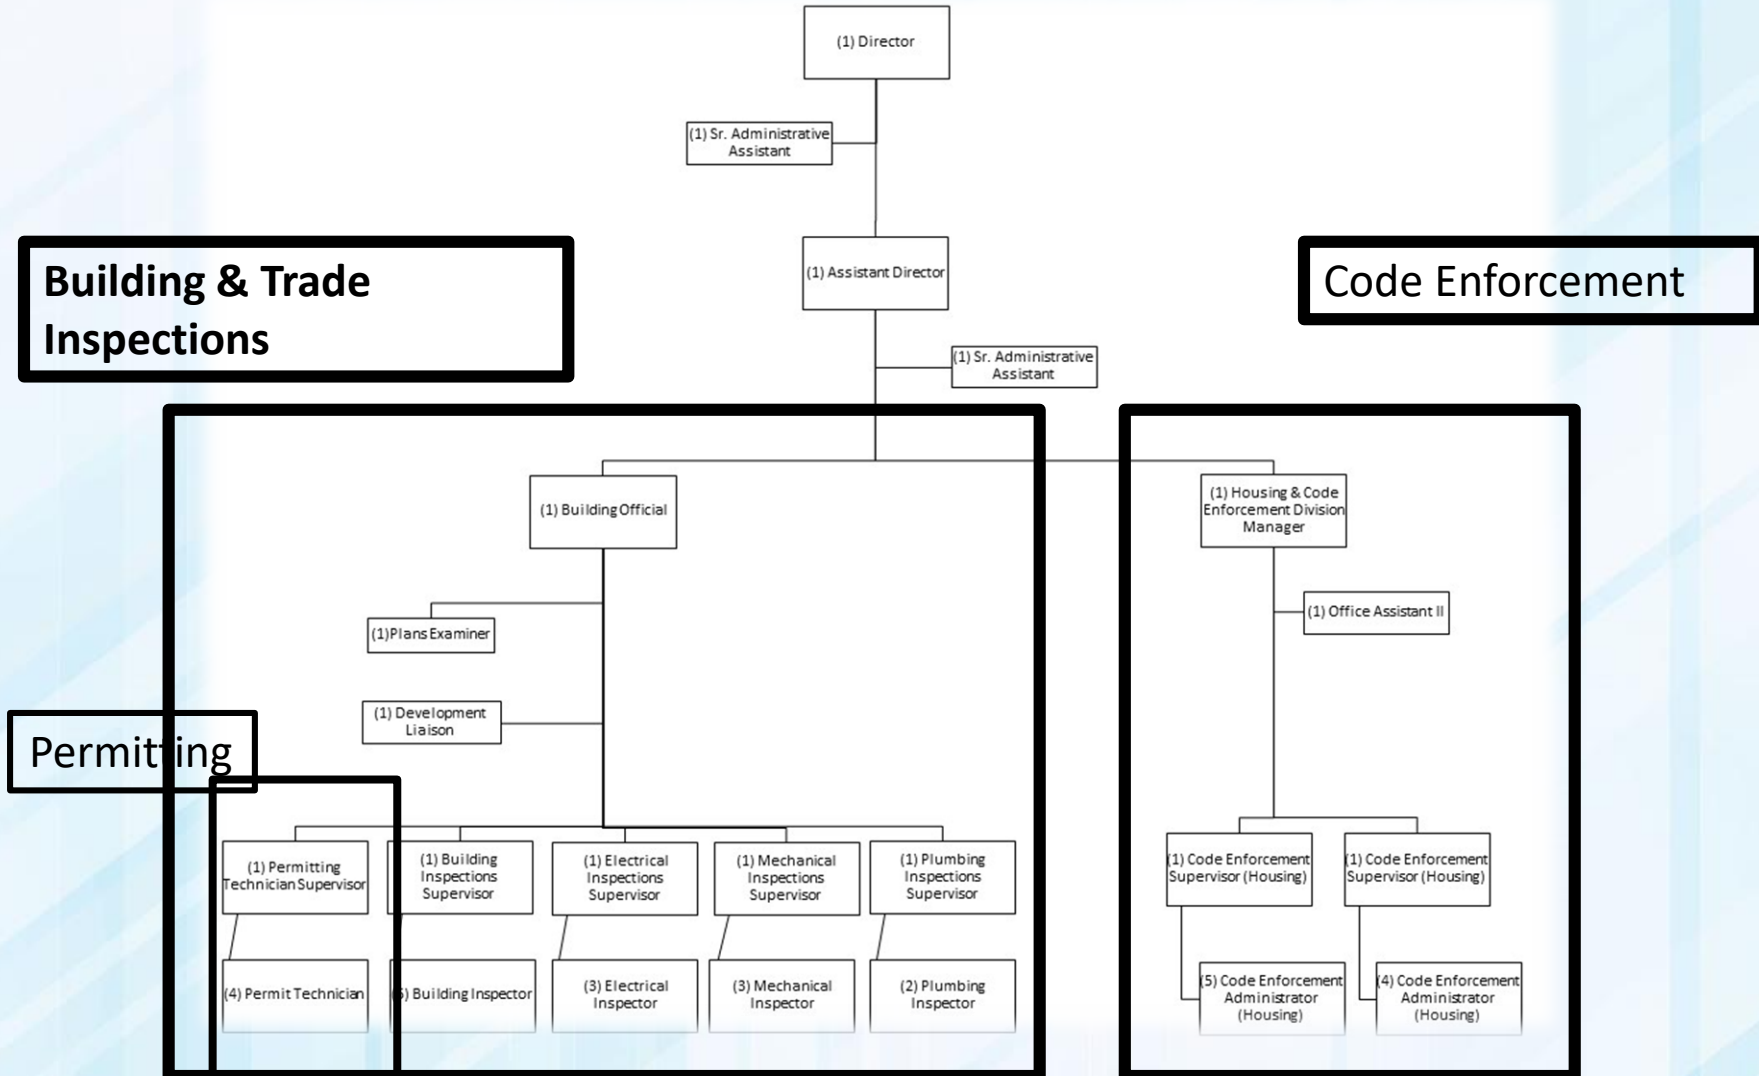 (1) Director
(1) Sr. Administrative
Assistant
Building & Trade
Inspections
(1) Assistant Director
Code Enforcement
(1) Sr. Administrative
Assistant
(1) Building Official
(1) Housing & Code
Enforcement Division
Manager
(1)Plans Examiner
(1) Office Assistant II
(1) Development
Liaison
Permitting
(1) Permitting
Technician Supervisor
(1) Building
Inspections
Supervisor
(1) Electrical
Inspections
Supervisor
(1) Mechanical
Inspections
Supervisor
(1) Plumbing
Inspections
Supervisor
(1) Code Enforcement
Supervisor (Housing)
(1) Code Enforcement
Supervisor (Housing)
(4) Permit Technician
Building Inspector
(3) Electrical
Inspector
(3) Mechanical
Inspector
(2) Plumbing
Inspector
(5) Code Enforcement
Administrator
(Housing)
(4) Code Enforcement
Administrator
(Housing)